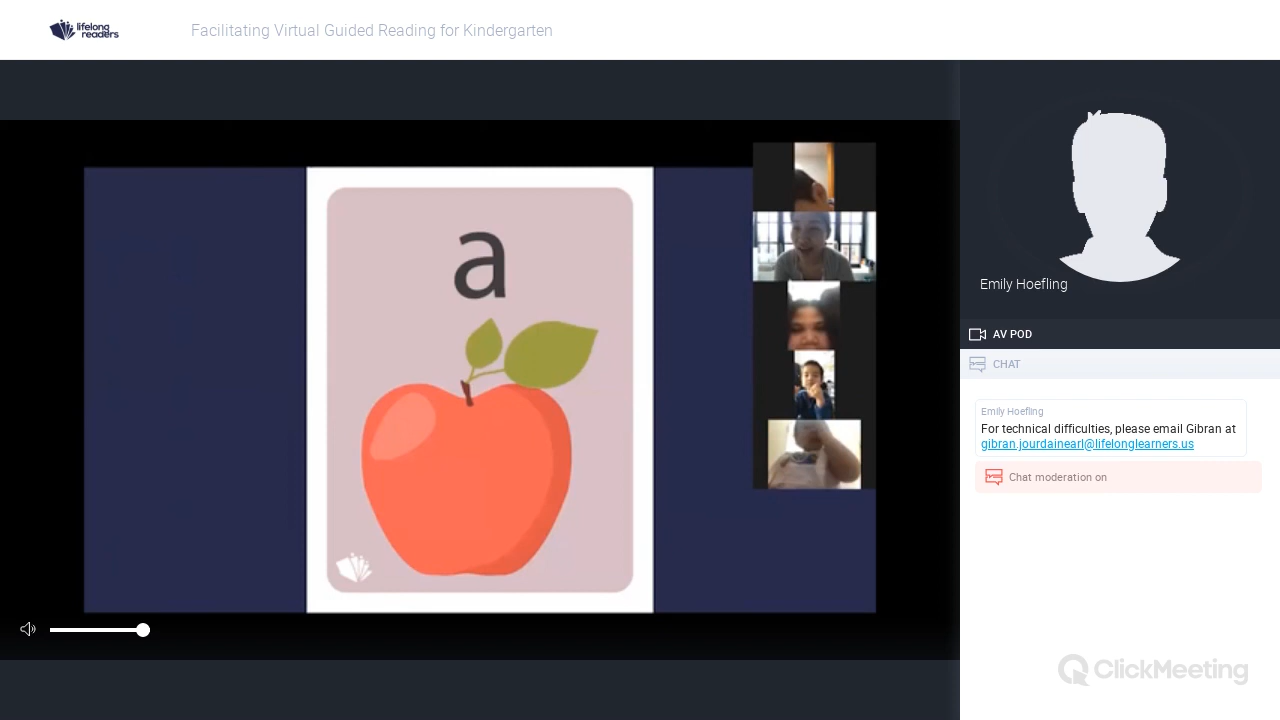 lifelong
readers
Facilitating Virtual Guided Reading for Kindergarten
a
Emily Hoefling
AV POD
CHAT
Emily Hoefling
For technical difficulties, please email Gibran at
gibran.jourdainearl@lifelonglearners.us
Chat moderation on
ClickMeeting